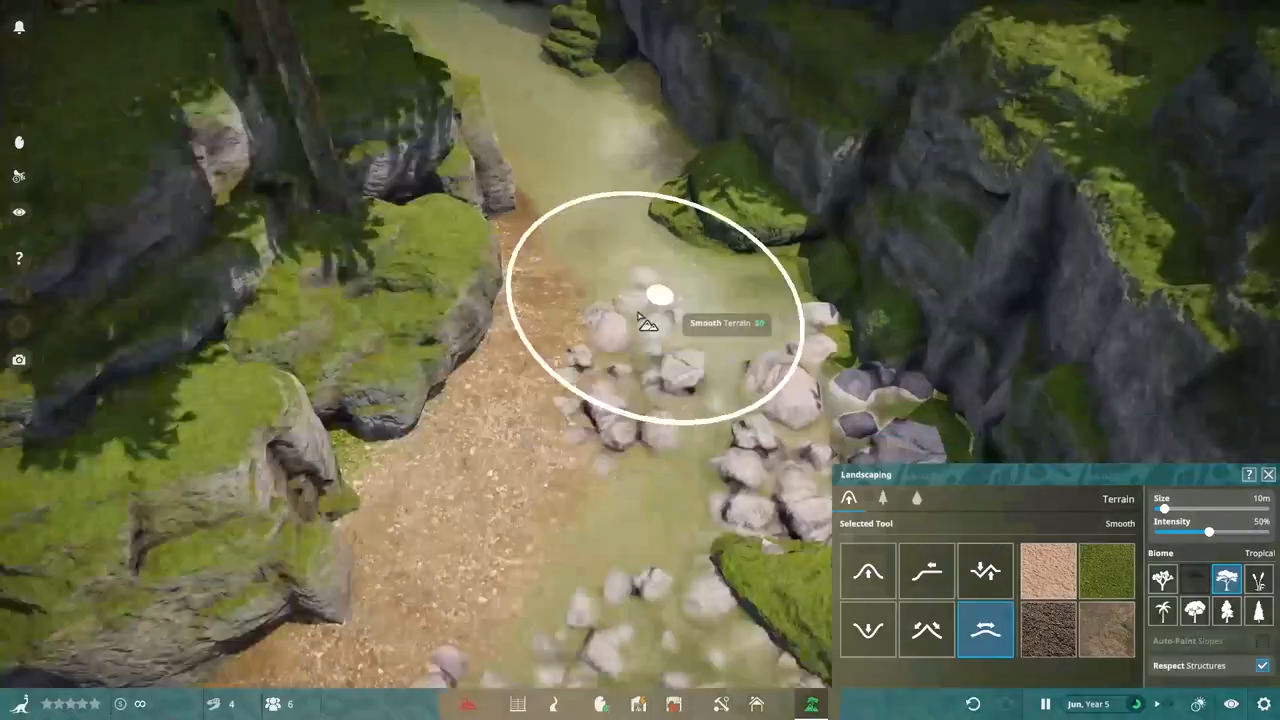 Smooth Terrain $0
Landscaping
?
Terrain
Selected Tool
Smooth
Size
10m
Intensity
50%
Biome
Tropical
Auto-Paint Slopes
Respect Structures
?
∞
4
6
Jun, Year 5